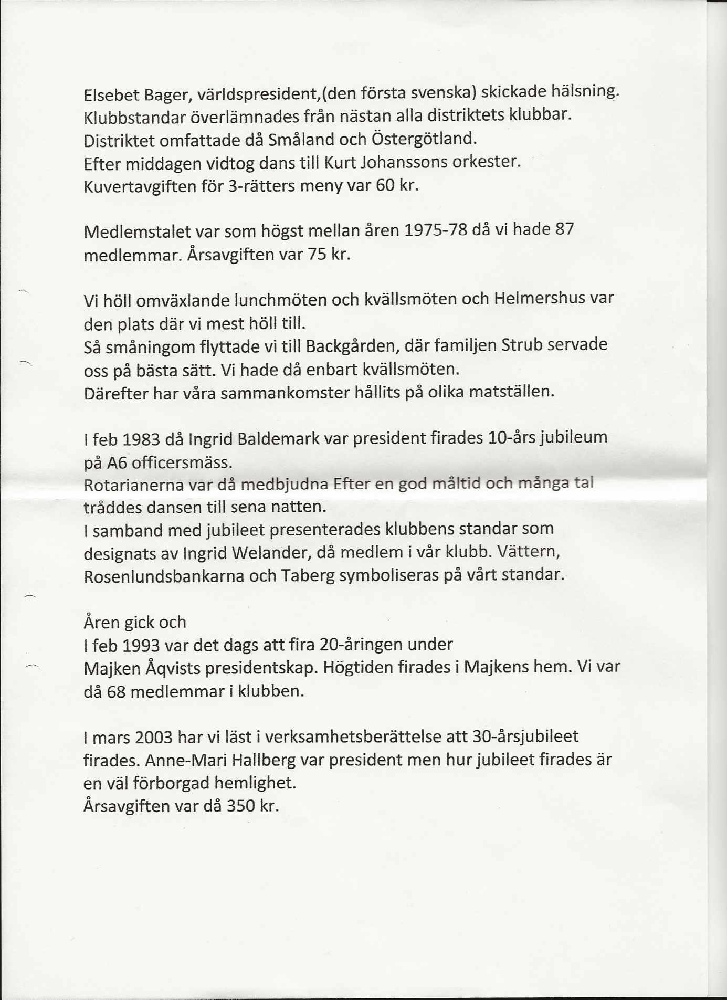 Elsebet Bager, världspresident,(den första svenska) skickade hälsning.
Klubbstandar överlämnades från nästan alla distriktets klubbar.
Distriktet omfattade då Småland och Östergötland.
Efter middagen vidtog dans till Kurt Johanssons orkester.
Kuvertavgiften för 3-rätters meny var 60 kr.
Medlemstalet var som högst mellan åren 1975-78 då vi hade 87
medlemmar. Årsavgiften var 75 kr.
Vi höll omväxlande lunchmöten och kvällsmöten och Helmershus var
den plats där vi mest höll till.
Så småningom flyttade vi till Backgården, där familjen Strub servade
oss på bästa sätt. Vi hade då enbart kvällsmöten.
Därefter har våra sammankomster hållits på olika matställen.
I feb 1983 då Ingrid Baldemark var president firades 10-års jubileum
på A6 officersmäss.
Rotarianerna var då medbjudna Efter en god måltid och många tal
tråddes dansen till sena natten.
I samband med jubileet presenterades klubbens standar som
designats av Ingrid Welander, då medlem i vår klubb. Vättern,
Rosenlundsbankarna och Taberg symboliseras på vårt standar.
Åren gick och
I feb 1993 var det dags att fira 20-åringen under
Majken Åqvists presidentskap. Högtiden firades i Majkens hem. Vi var
då 68 medlemmar i klubben.
I mars 2003 har vi läst i verksamhetsberättelse att 30-årsjubileet
firades. Anne-Mari Hallberg var president men hur jubileet firades är
en väl förborgad hemlighet.
Årsavgiften var då 350 kr.